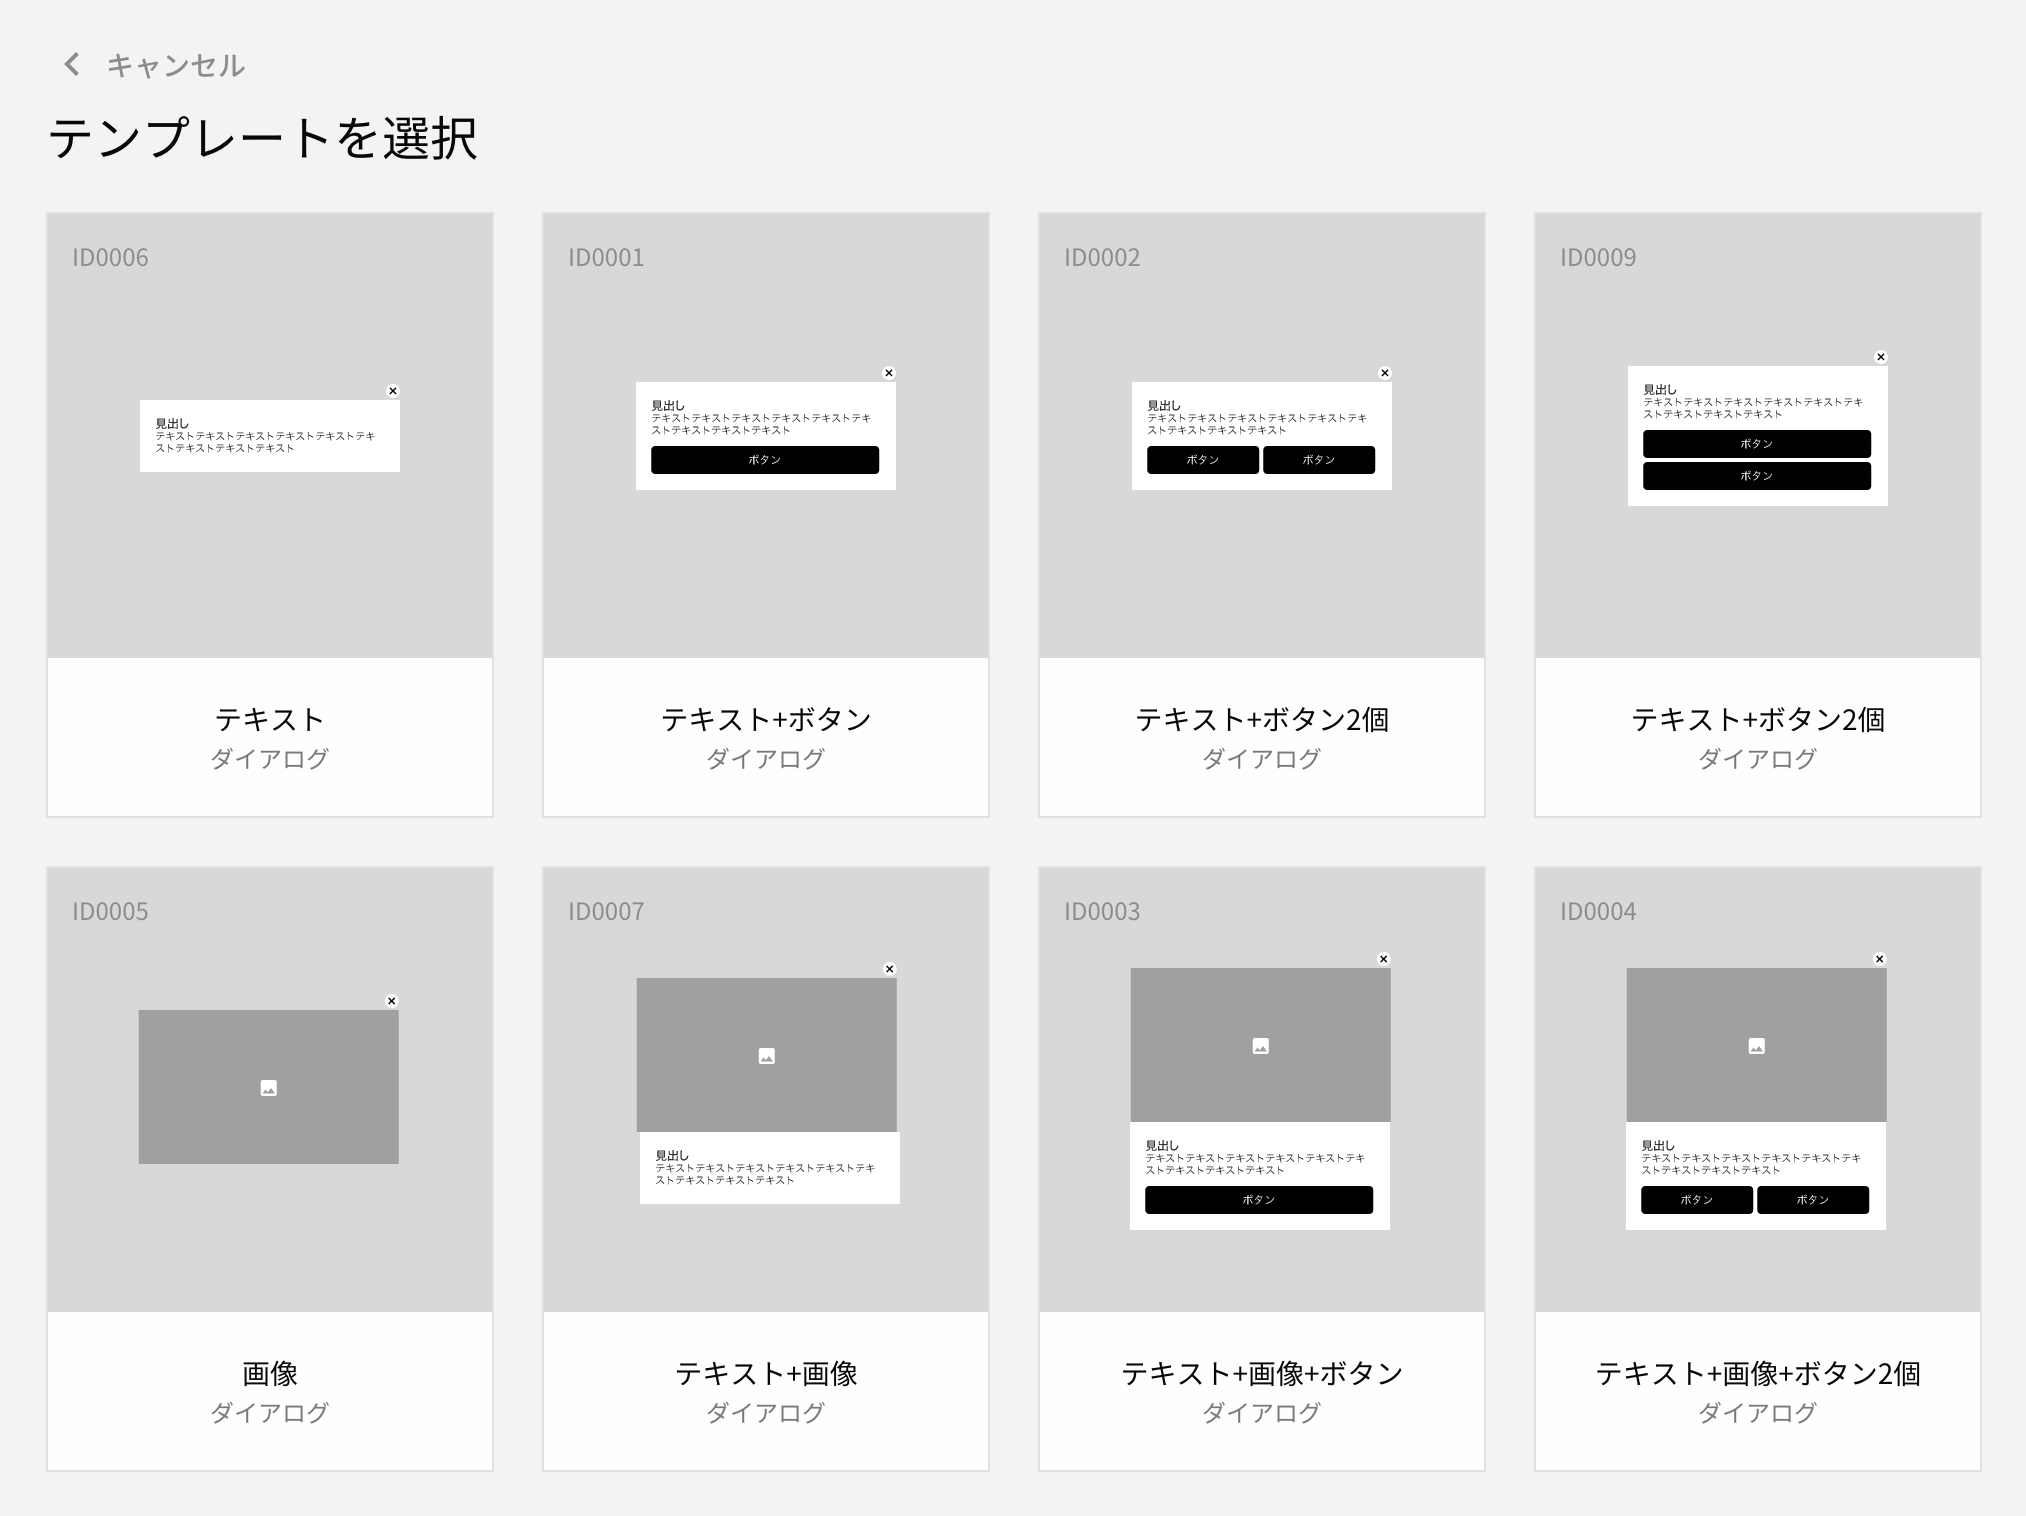 キャンセル
テンプレートを選択
ID0006
見出し
テキストテキストテキストテキストテキストテキ
ストテキストテキストテキスト
テキスト
ダイアログ
ID0001
見出し
テキストテキストテキストテキストテキストテキ
ストテキストテキストテキスト
ボタン
テキスト+ボタン
ダイアログ
ID0002
見出し
テキストテキストテキストテキストテキストテキ
ストテキストテキストテキスト
ボタン
ボタン
テキスト+ボタン2個
ダイアログ
ID0009
見出し
テキストテキストテキストテキストテキストテキ
ストテキストテキストテキスト
ボタン
ボタン
テキスト+ボタン2個
ダイアログ
ID0005
画像
ダイアログ
ID0007
見出し
テキストテキストテキストテキストテキストテキ
ストテキストテキストテキスト
テキスト+画像
ダイアログ
ID0003
見出し
テキストテキストテキストテキストテキストテキ
ストテキストテキストテキスト
ボタン
テキスト+画像+ボタン
ダイアログ
ID0004
見出し
テキストテキストテキストテキストテキストテキ
ストテキストテキストテキスト
ボタン
ボタン
テキスト+画像+ボタン2個
ダイアログ